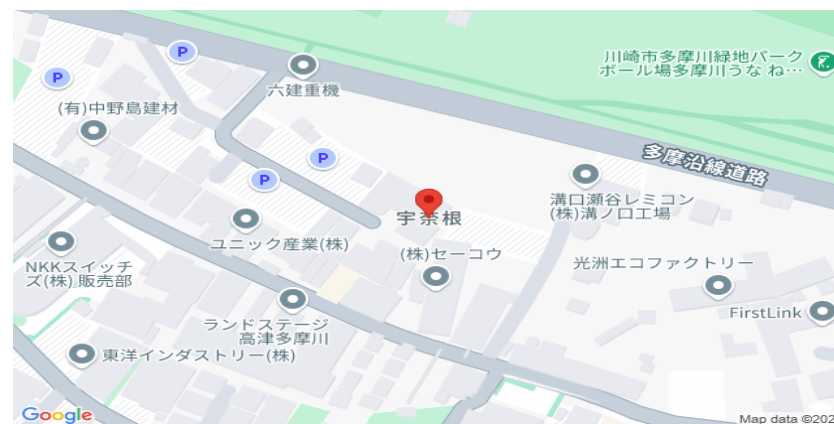 川崎市多摩川緑地パーク
ボール場多摩川うなね…
六建重機
(有)中野島建材
多摩沿線道路
溝口瀬谷レミコン
(株)溝ノ口工場
宇奈根
ユニック産業(株)
(株)セーコウ
光洲エコファクトリー
NKKスイッチ
ズ(株) 販売部
FirstLink
ランドステージ
高津多摩川
東洋インダストリー(株)
Google
Map data ©202
P
P
P
P